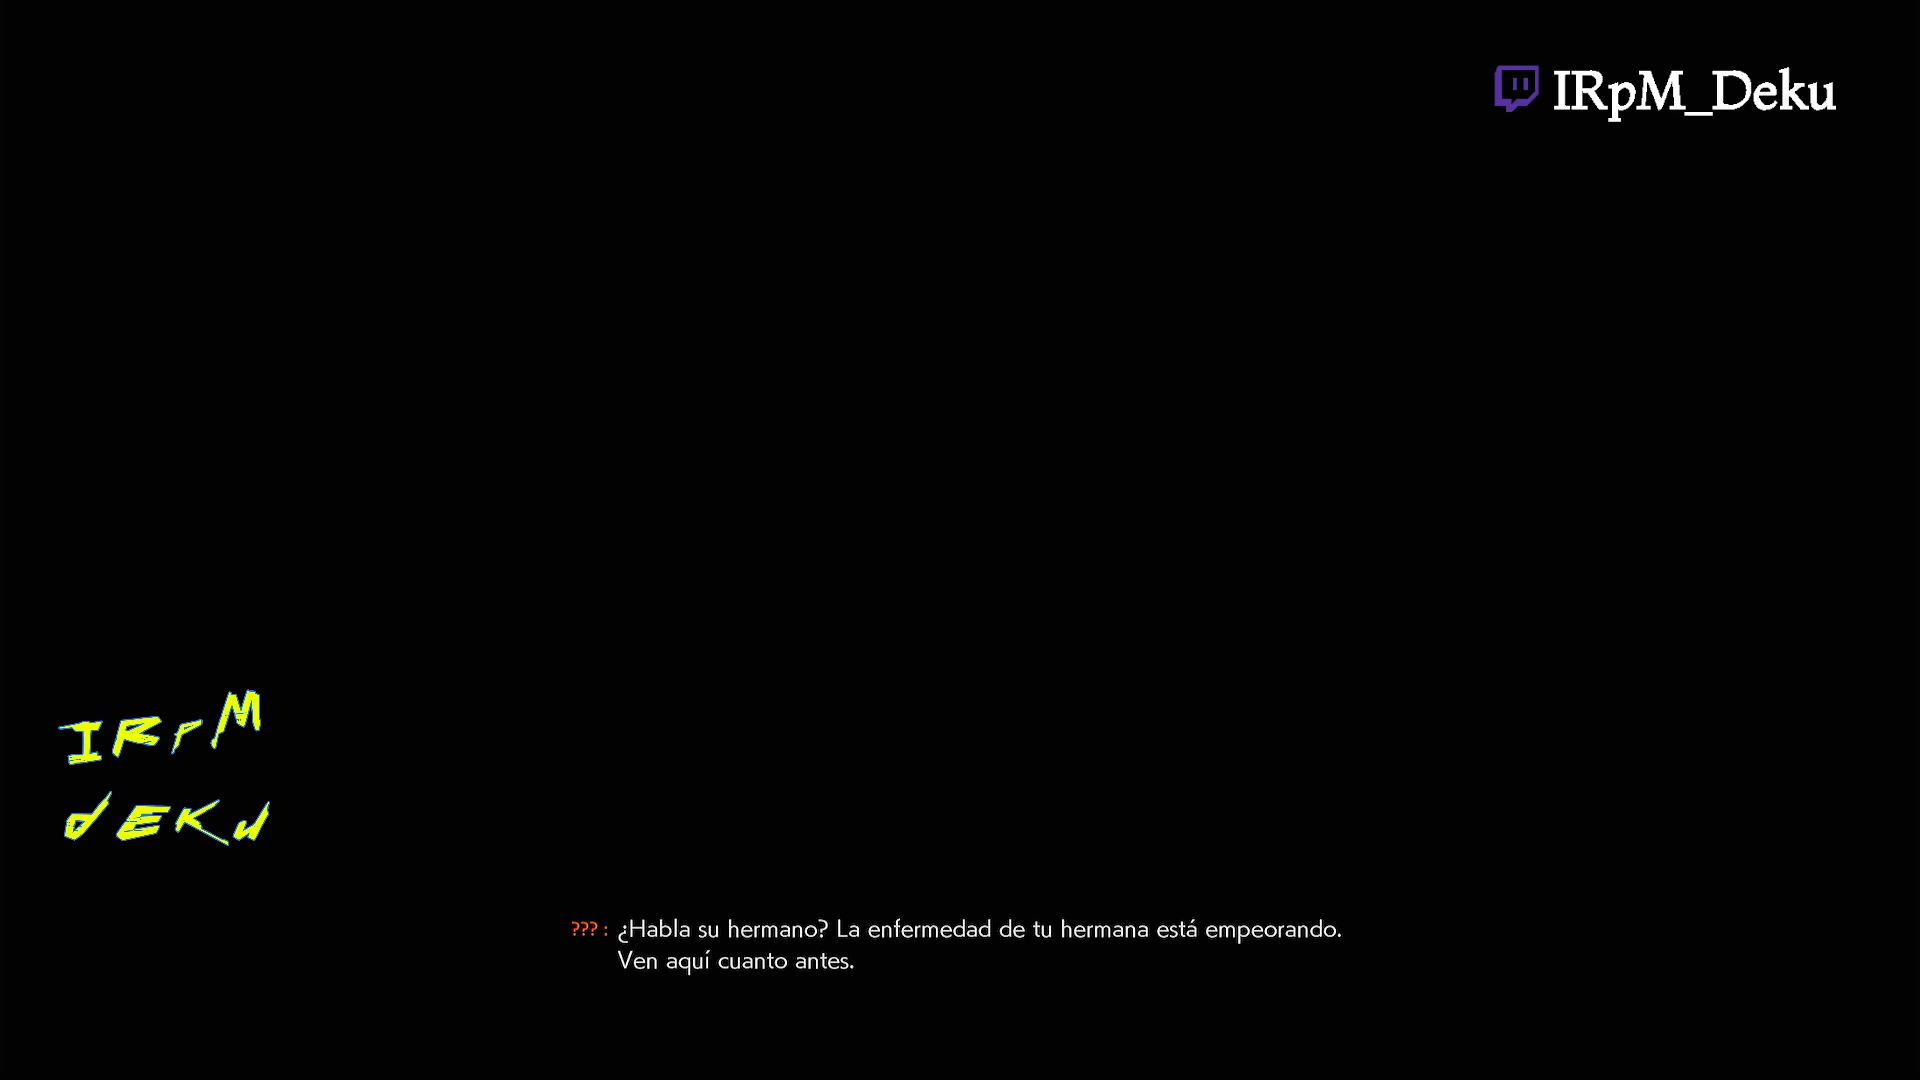 IRpM_Deku
IRPM
dEKu
???: ¿Habla su hermano? La enfermedad de tu hermana está empeorando.
Ven aquí cuanto antes.